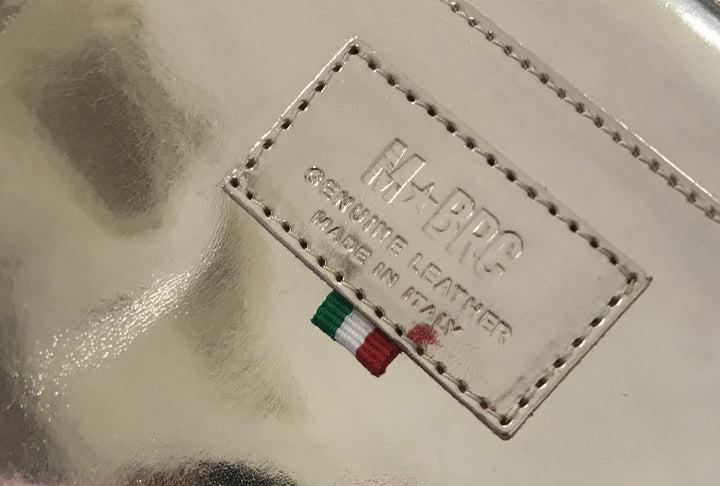 M☆BRC
GENUINE LEATHER
MADE IN ITALY